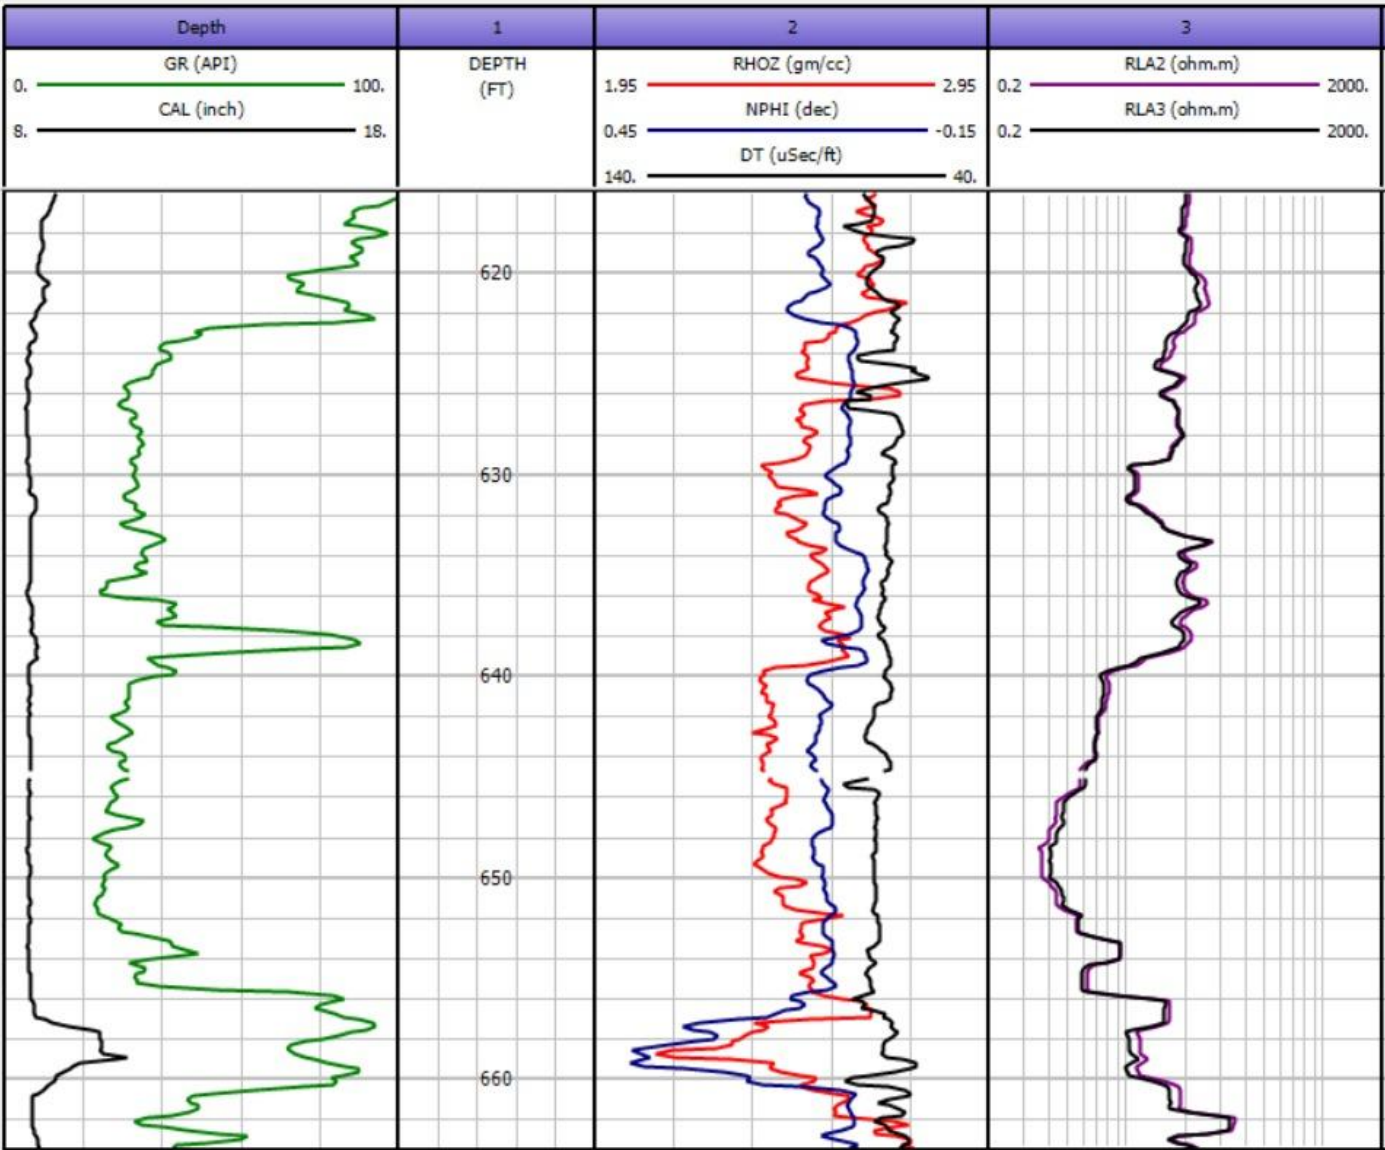 Depth 1 2 3
GR (API) DEPTH RHOZ (gm/cc) RLA2 (ohm.m)
0. 100. (FT) 1.95 2.95 0.2 2000.
CAL (inch) NPHI (dec) RLA3 (ohm.m)
8. 18. 0.45 -0.15 0.2 2000.
DT (uSec/ft)
140. 40.
620
630
640
650
660